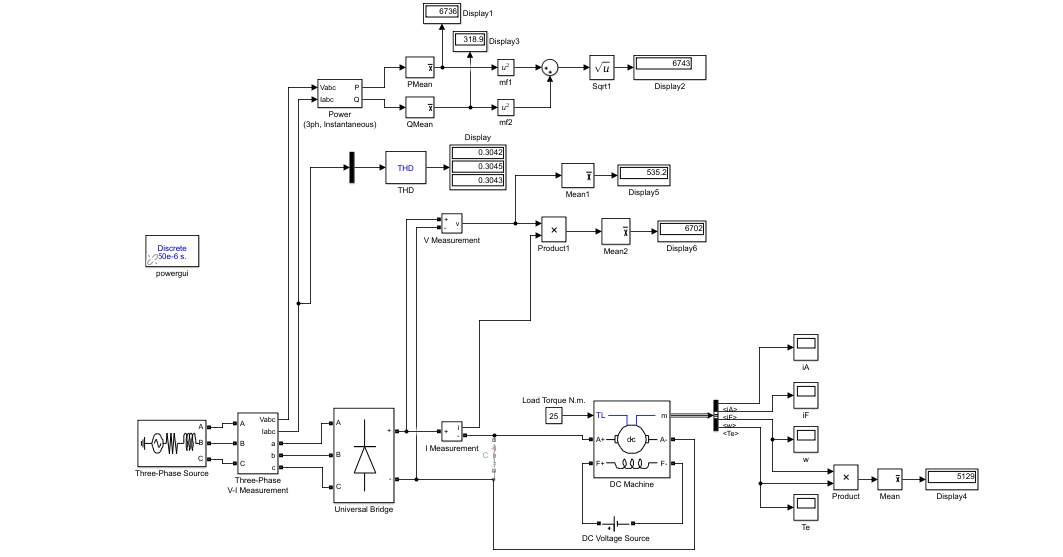 6736
Display1
318.9
Display3
Vabc
Iabc
P
Q
Power
(3ph, Instantaneous)
x
PMean
x
QMean
u²
mf1
u²
mf2
+
+
√u
Sqrt1
6743
Display2
THD
THD
Display
0.3042
0.3045
0.3043
x
Mean1
535.2
Display5
+
-
v
V Measurement
×
Product1
x
Mean2
6702
Display6
Discrete
50e-6 s.
powergui
iA
iF
w
Te
Load Torque N.m.
25
TL
m
A+
dc
A-
F+
F-
DC Machine
DC Voltage Source
<iA>
<iF>
<w>
<Te>
×
Product
x
Mean
5129
Display4
A
B
C
Three-Phase Source
Vabc
Iabc
A
B
C
a
b
c
Three-Phase
V-I Measurement
A
B
C
+
-
Universal Bridge
+
i
-
I Measurement
C